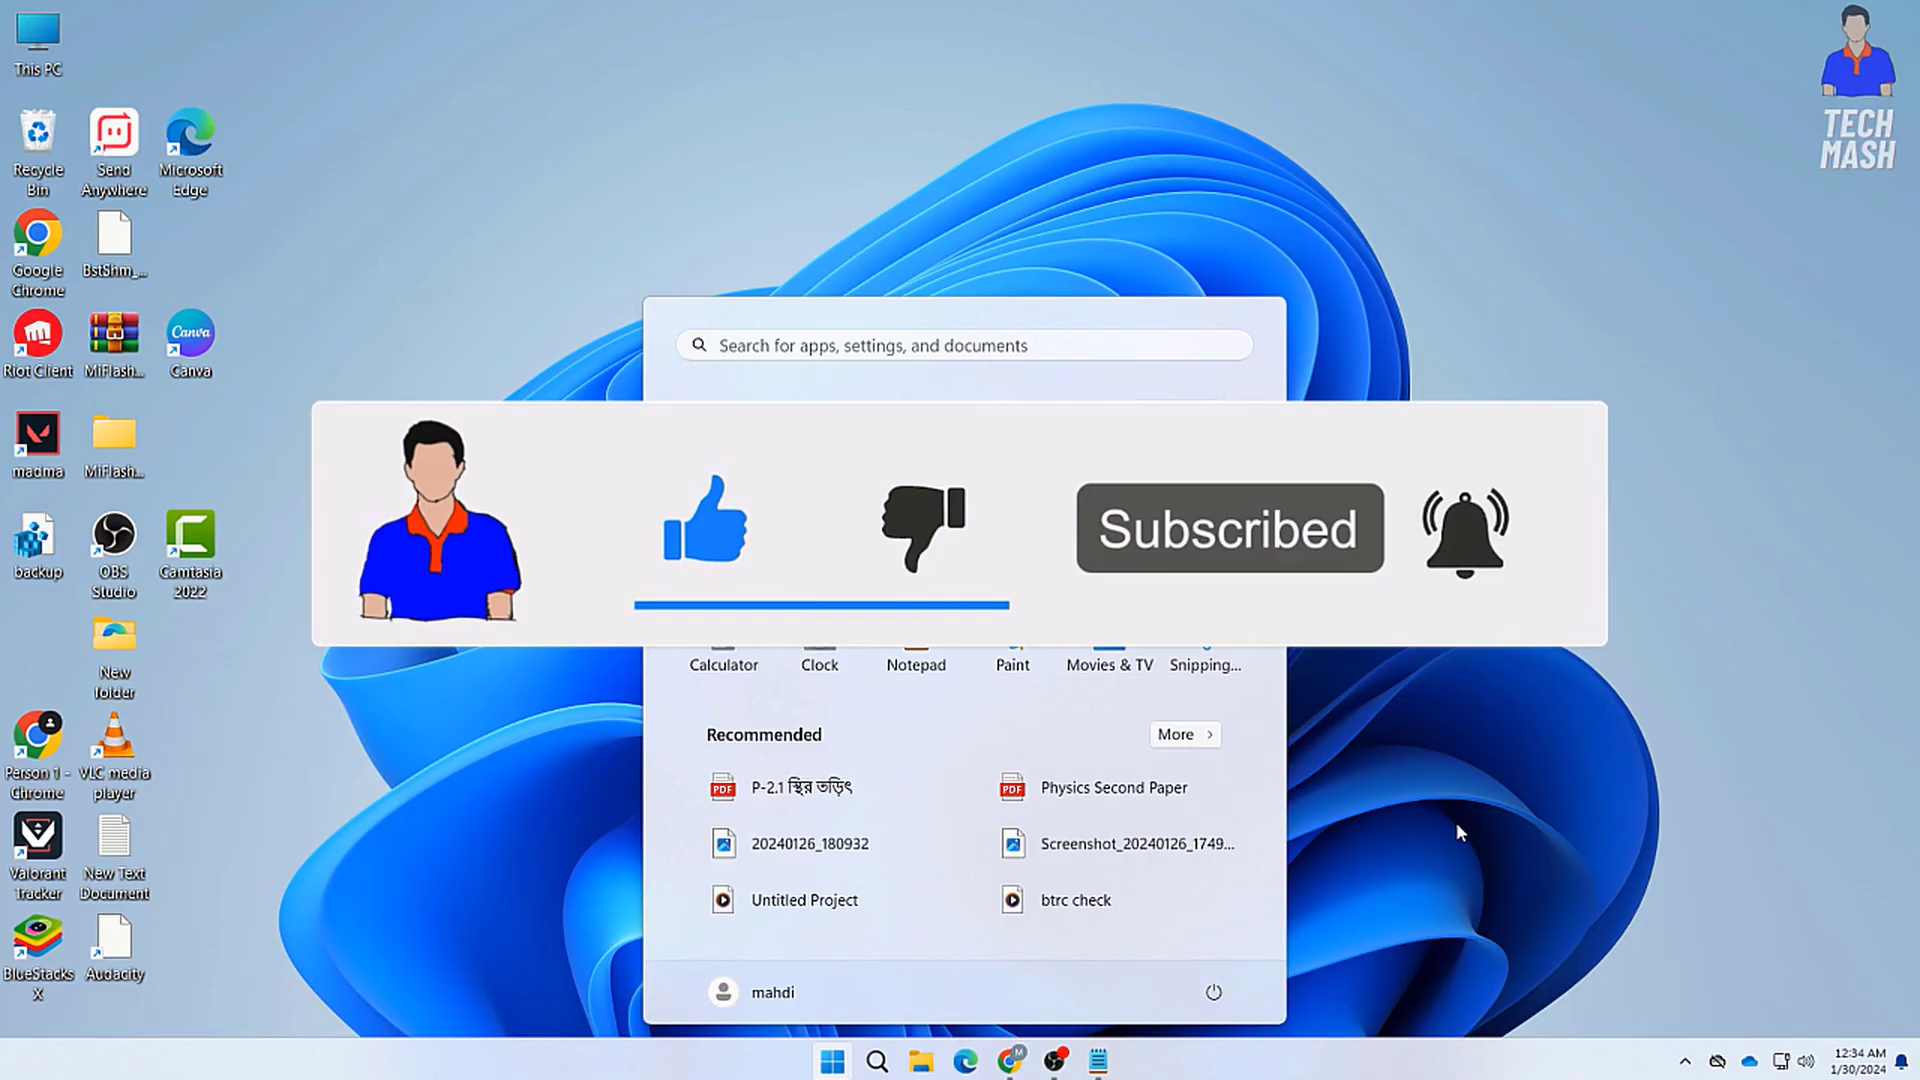 This PC
Recycle
Bin
Send
Anywhere
Microsoft
Edge
Google
Chrome
BstShm_...
Riot Client
MiFlash...
Canva
madma
MiFlash...
backup
OBS
Studio
Camtasia
2022
New
folder
Person 1 -
Chrome
VLC media
player
Valorant
Tracker
New Text
Document
BlueStacks
X
Audacity
TECH
MASH
Search for apps, settings, and documents
Canva
Subscribed
Calculator
Clock
Notepad
Paint
Movies & TV
Snipping...
Recommended
More
PDF
P-2.1 স্থির তড়িৎ
PDF
Physics Second Paper
20240126_180932
Screenshot_20240126_1749...
Untitled Project
btrc check
mahdi
M
12:34 AM
1/30/2024